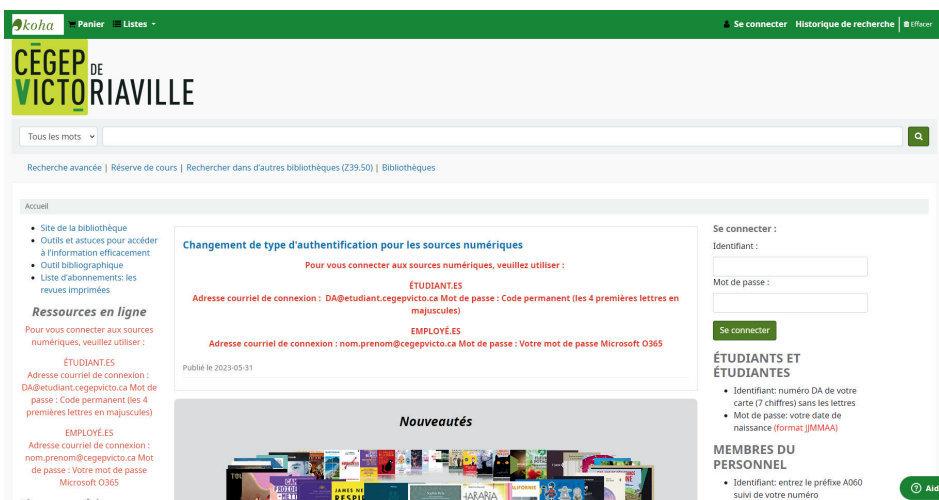 koha Panier Listes
Se connecter Historique de recherche Effacer
CÉGEP DE
VICTORIAVILLE
Tous les mots
Recherche avancée | Réserve de cours | Rechercher dans d'autres bibliothèques (Z39.50) | Bibliothèques
Accueil
Site de la bibliothèque
Outils et astuces pour accéder
à l'information efficacement
Outil bibliographique
Liste d'abonnements: les
revues imprimées
Ressources en ligne
Pour vous connecter aux sources
numériques, veuillez utiliser :
ÉTUDIANT.ES
Adresse courriel de connexion :
DA@etudiant.cegepvicto.ca Mot de
passe : Code permanent (les 4
premières lettres en majuscules)
EMPLOYÉ.ES
Adresse courriel de connexion :
nom.prenom@cegepvicto.ca Mot
de passe : Votre mot de passe
Microsoft O365
Changement de type d'authentification pour les sources numériques
Pour vous connecter aux sources numériques, veuillez utiliser :
ÉTUDIANT.ES
Adresse courriel de connexion : DA@etudiant.cegepvicto.ca Mot de passe : Code permanent (les 4 premières lettres en
majuscules)
EMPLOYÉ.ES
Adresse courriel de connexion : nom.prenom@cegepvicto.ca Mot de passe : Votre mot de passe Microsoft O365
Publié le 2023-05-31
Nouveautés
Se connecter :
Identifiant :
Mot de passe :
Se connecter
ÉTUDIANTS ET
ÉTUDIANTES
Identifiant: numéro DA de votre
carte (7 chiffres) sans les lettres
Mot de passe: votre date de
naissance (format JJMMAA)
MEMBRES DU
PERSONNEL
Identifiant: entrez le préfixe A060
suivi de votre numéro
Aid